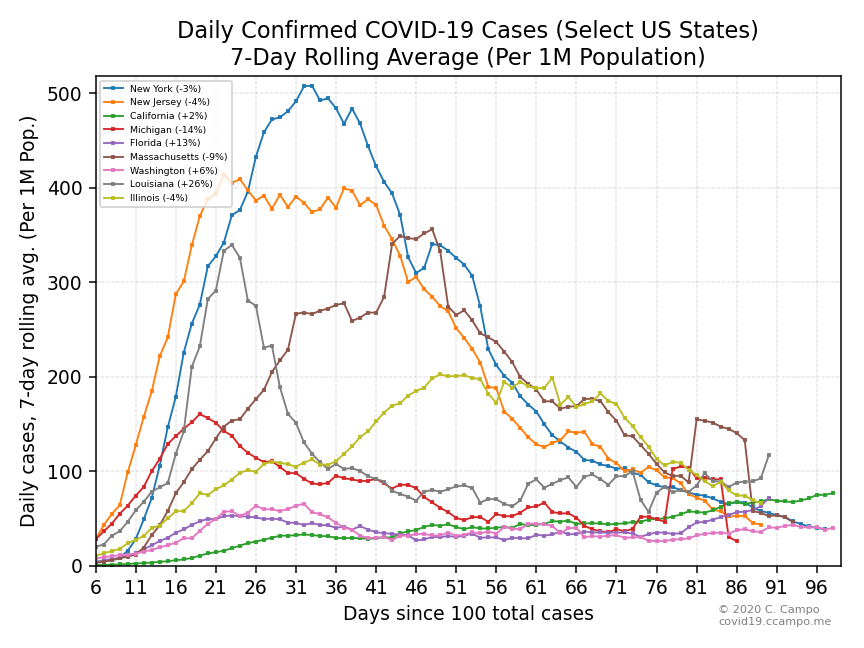 Daily Confirmed COVID-19 Cases (Select US States)
7-Day Rolling Average (Per 1M Population)
Daily cases, 7-day rolling avg. (Per 1M Pop.)
500
400
300
200
100
0
New York (-3%)
New Jersey (-4%)
California (+2%)
Michigan (-14%)
Florida (+13%)
Massachusetts (-9%)
Washington (+6%)
Louisiana (+26%)
Illinois (-4%)
6 11 16 21 26 31 36 41 46 51 56 61 66 71 76 81 86 91 96
Days since 100 total cases
© 2020 C. Campo
covid19.ccampo.me